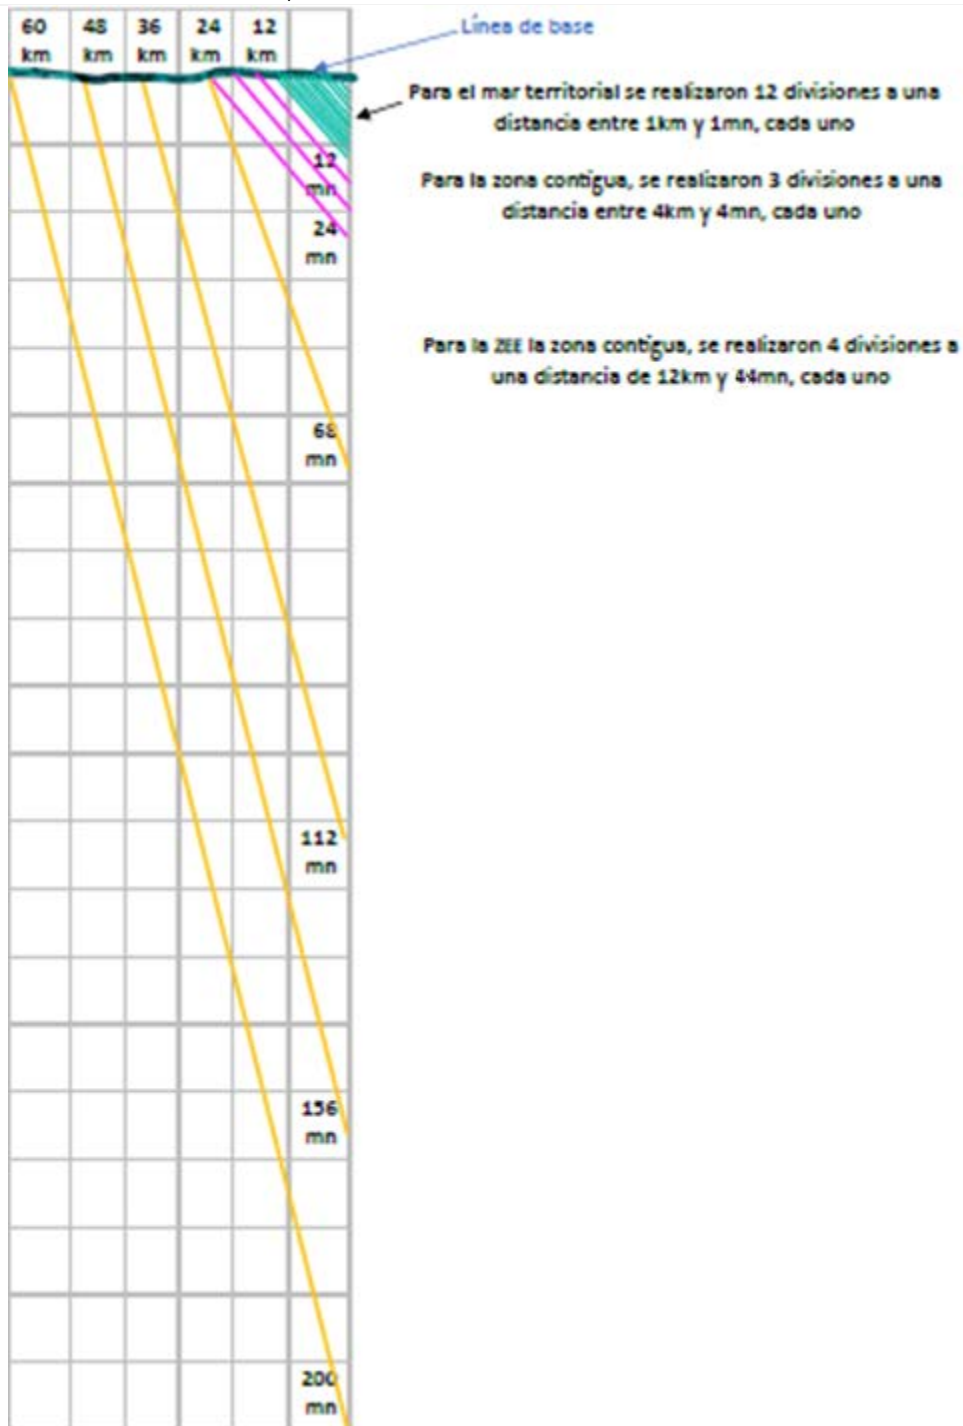 60 48 36 24 12
km km km km km
Línea de base
Para el mar territorial se realizaron 12 divisiones a una
distancia entre 1km y 1mn, cada uno
12
mn
Para la zona contigua, se realizaron 3 divisiones a una
distancia entre 4km y 4mn, cada uno
24
mn
Para la ZEE la zona contigua, se realizaron 4 divisiones a
una distancia de 12km y 44mn, cada uno
68
mn
112
mn
156
mn
200
mn